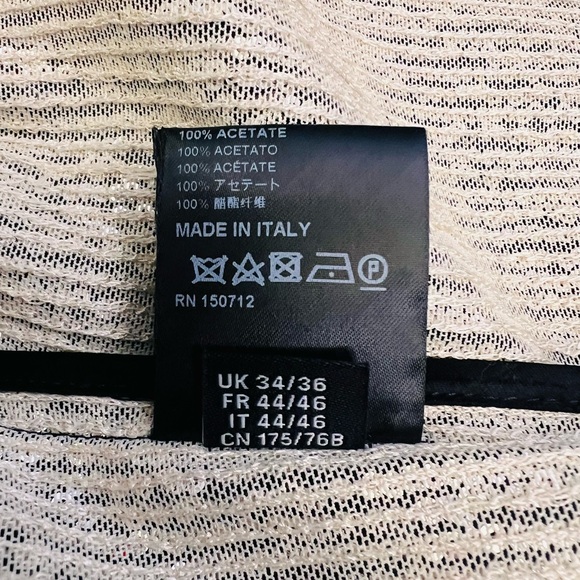 100% ACETATE
100% ACETATO
100% ACÉTATE
100% アセテート
100% 醋酯纤维
MADE IN ITALY
P
RN 150712
UK 34/36
FR 44/46
IT 44/46
CN 175/76B